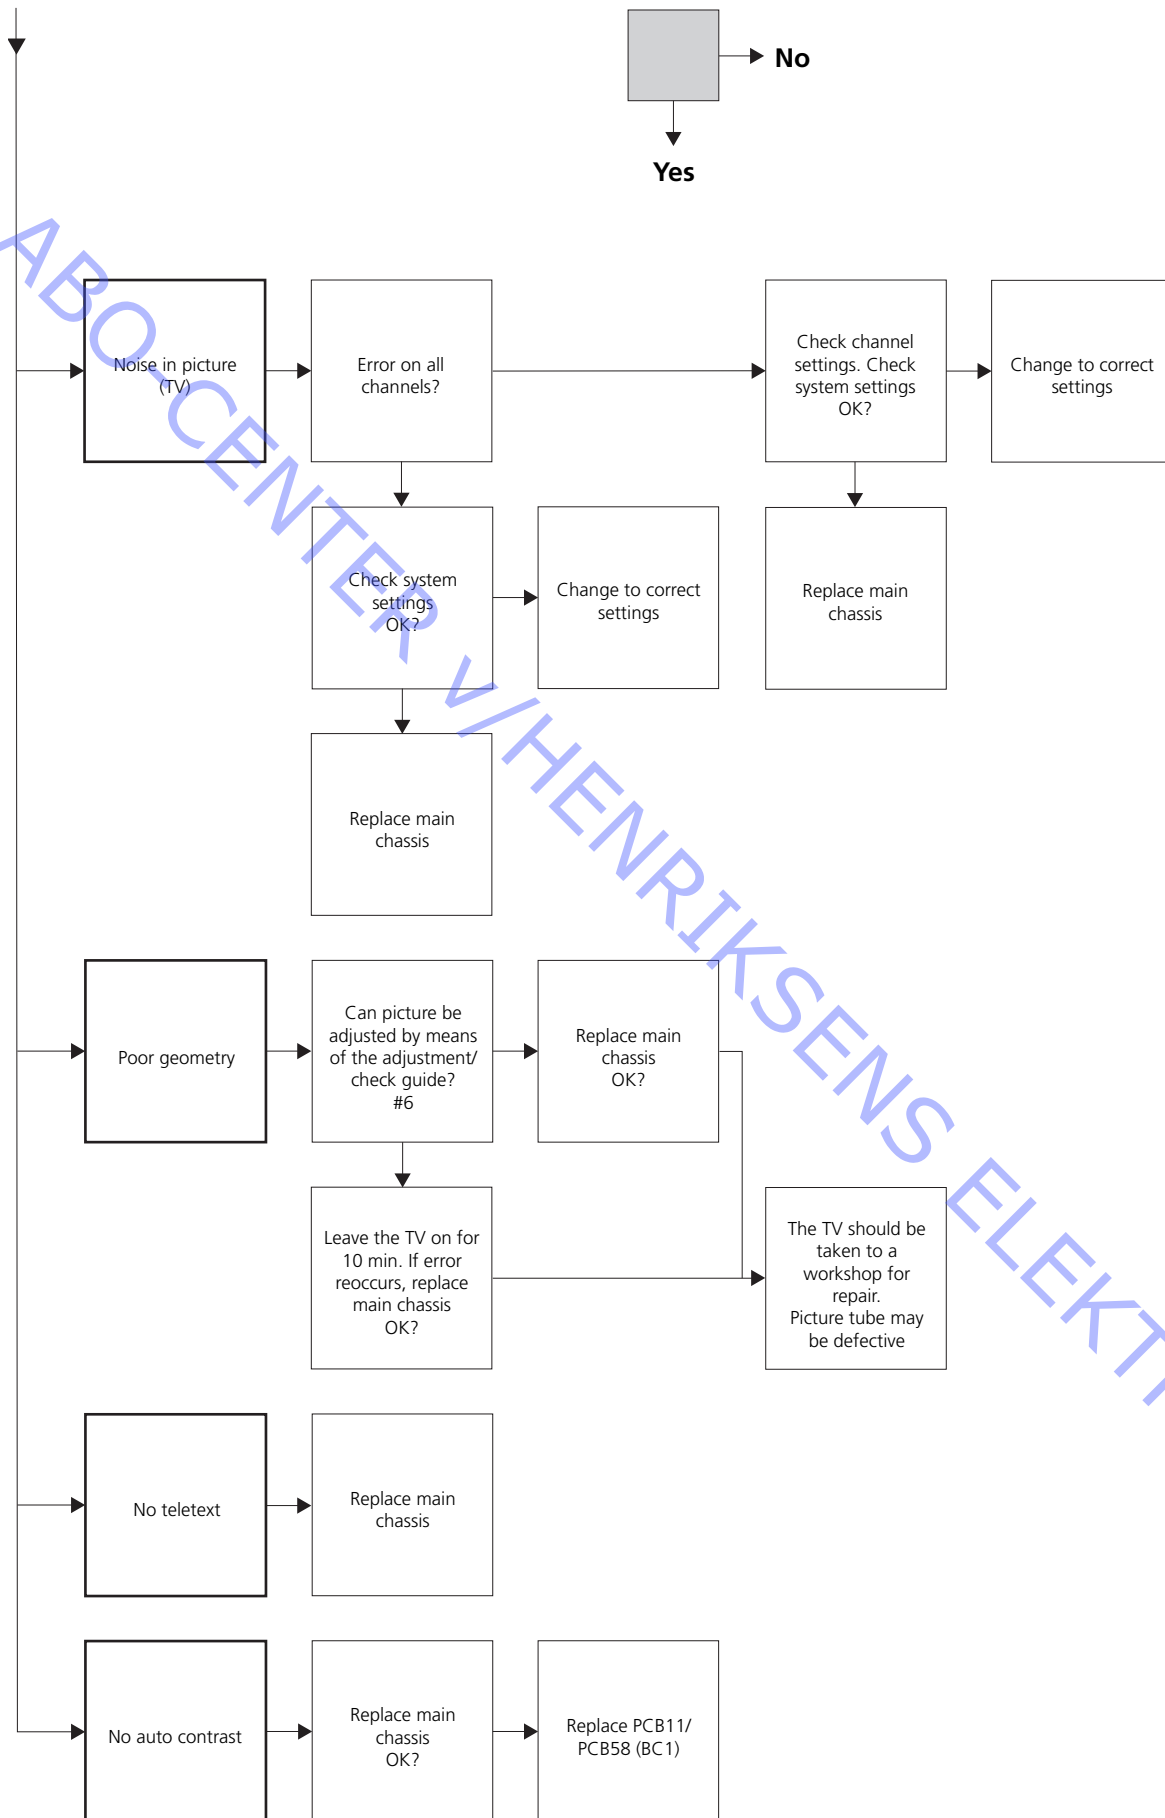 No
Yes
Noise in picture
(TV)
Error on all
channels?
Check channel
settings. Check
system settings
OK?
Change to correct
settings
Check system
settings
OK?
Change to correct
settings
Replace main
chassis
Replace main
chassis
Poor geometry
Can picture be
adjusted by means
of the adjustment/
check guide?
#6
Replace main
chassis
OK?
Leave the TV on for
10 min. If error
reoccurs, replace
main chassis
OK?
The TV should be
taken to a
workshop for
repair.
Picture tube may
be defective
No teletext
Replace main
chassis
No auto contrast
Replace main
chassis
OK?
Replace PCB11/
PCB58 (BC1)
ABO-CENTER v/HENRIKSENS ELEKT